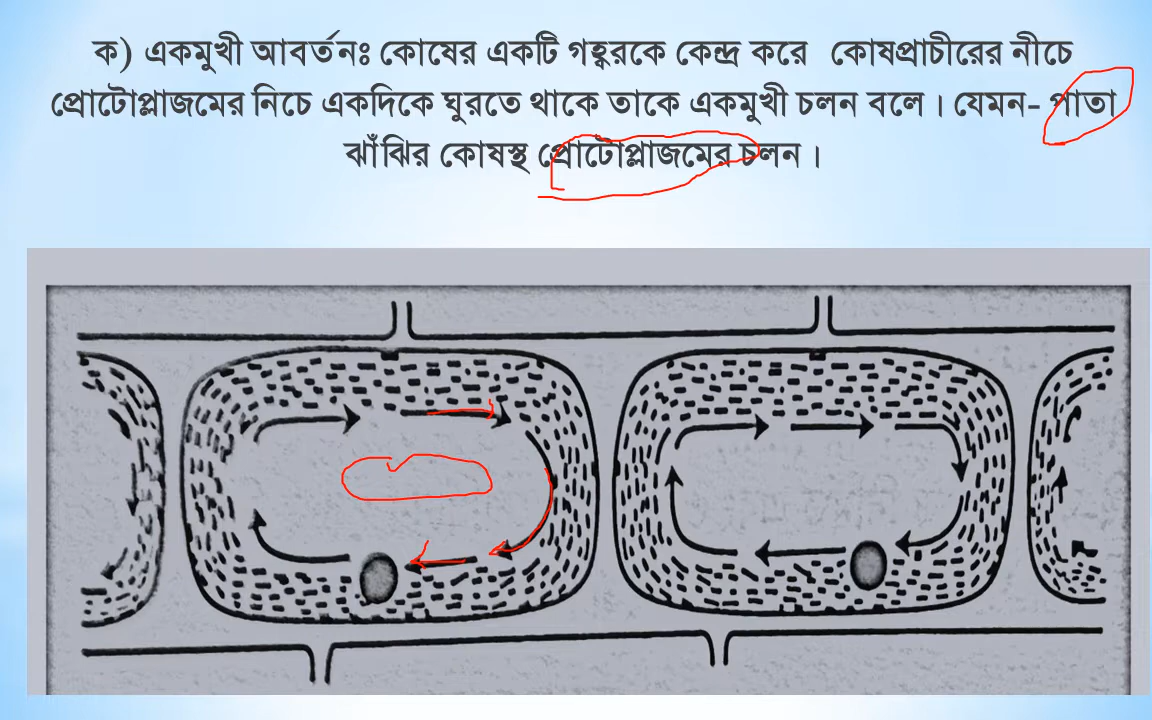 ক) একমুখী আবর্তনঃ কোষের একটি গহ্বরকে কেন্দ্র করে কোষপ্রাচীরের নীচে
প্রোটোপ্লাজমের নিচে একদিকে ঘুরতে থাকে তাকে একমুখী চলন বলে। যেমন- পাতা
ঝাঁঝির কোষস্থ প্রোটোপ্লাজমের চলন।